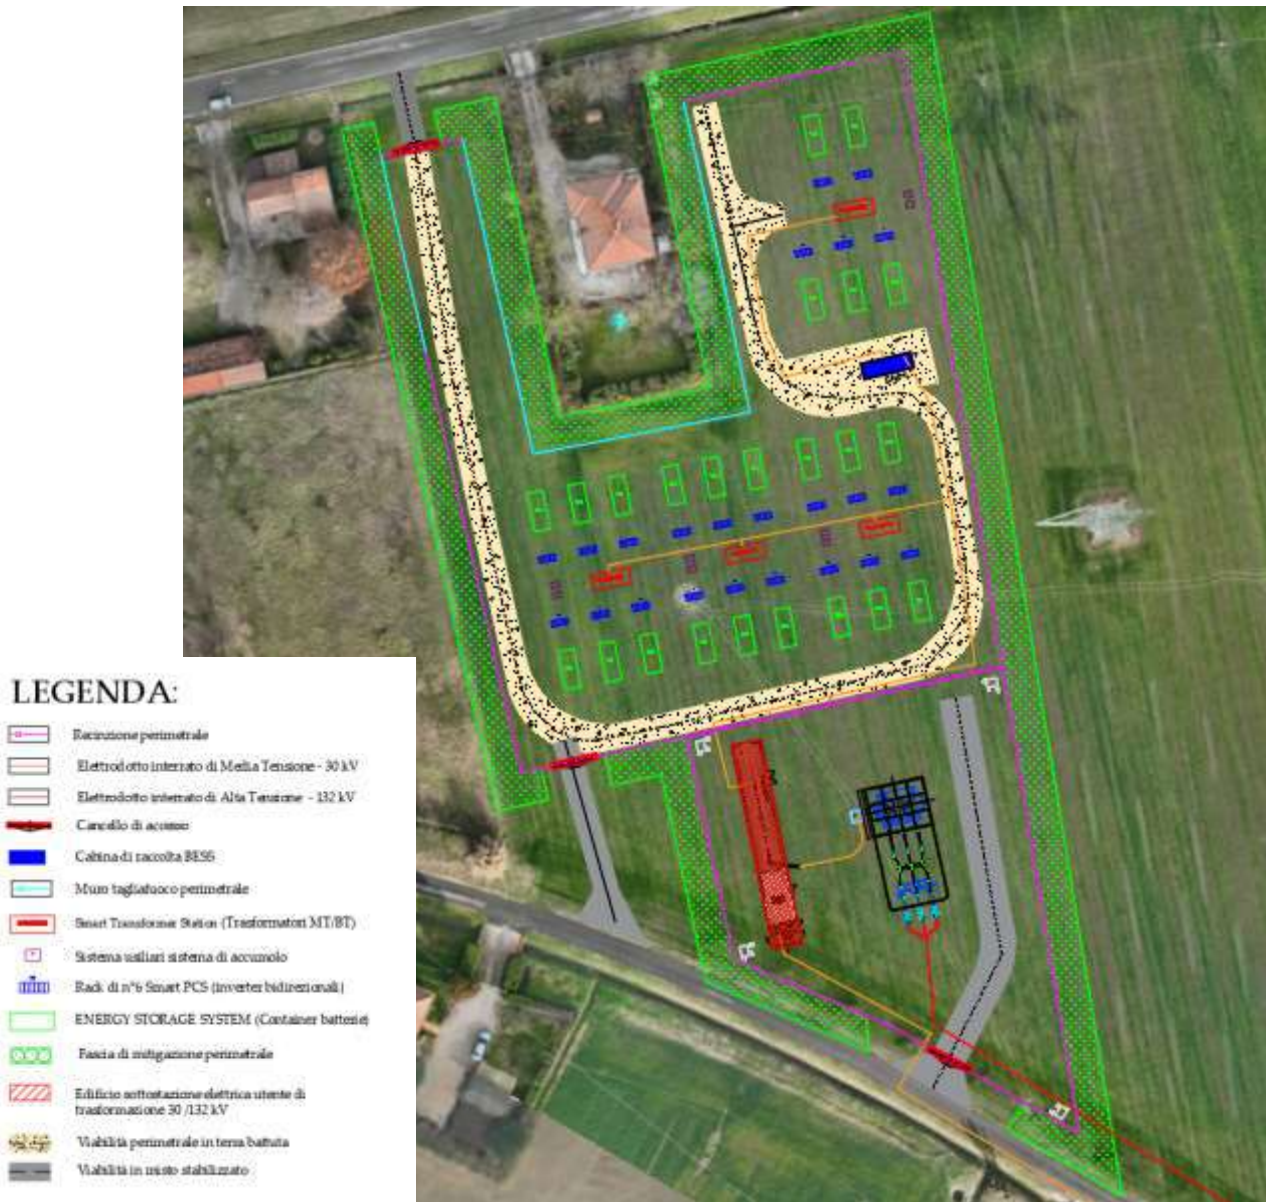 LEGENDA:
Recinzione perimetrale
Elettrodotto interrato di Media Tensione - 30 kV
Elettrodotto interrato di Alta Tensione - 132 kV
Cancello di accesso
Cabina di raccolta BESS
Muro tagliafuoco perimetrale
Smart Transformer Station (Trasformatori MT/BT)
Sistema usiliari sistema di accumolo
Rack di n°6 Smart PCS (inverter bidirezionali)
ENERGY STORAGE SYSTEM (Container batterie)
Fascia di mitigazione perimetrale
Edificio sottostazione elettrica utente di
trasformazione 30 /132 kV
Viabilità perimetrale in terra battuta
Viabilità in misto stabilizzato